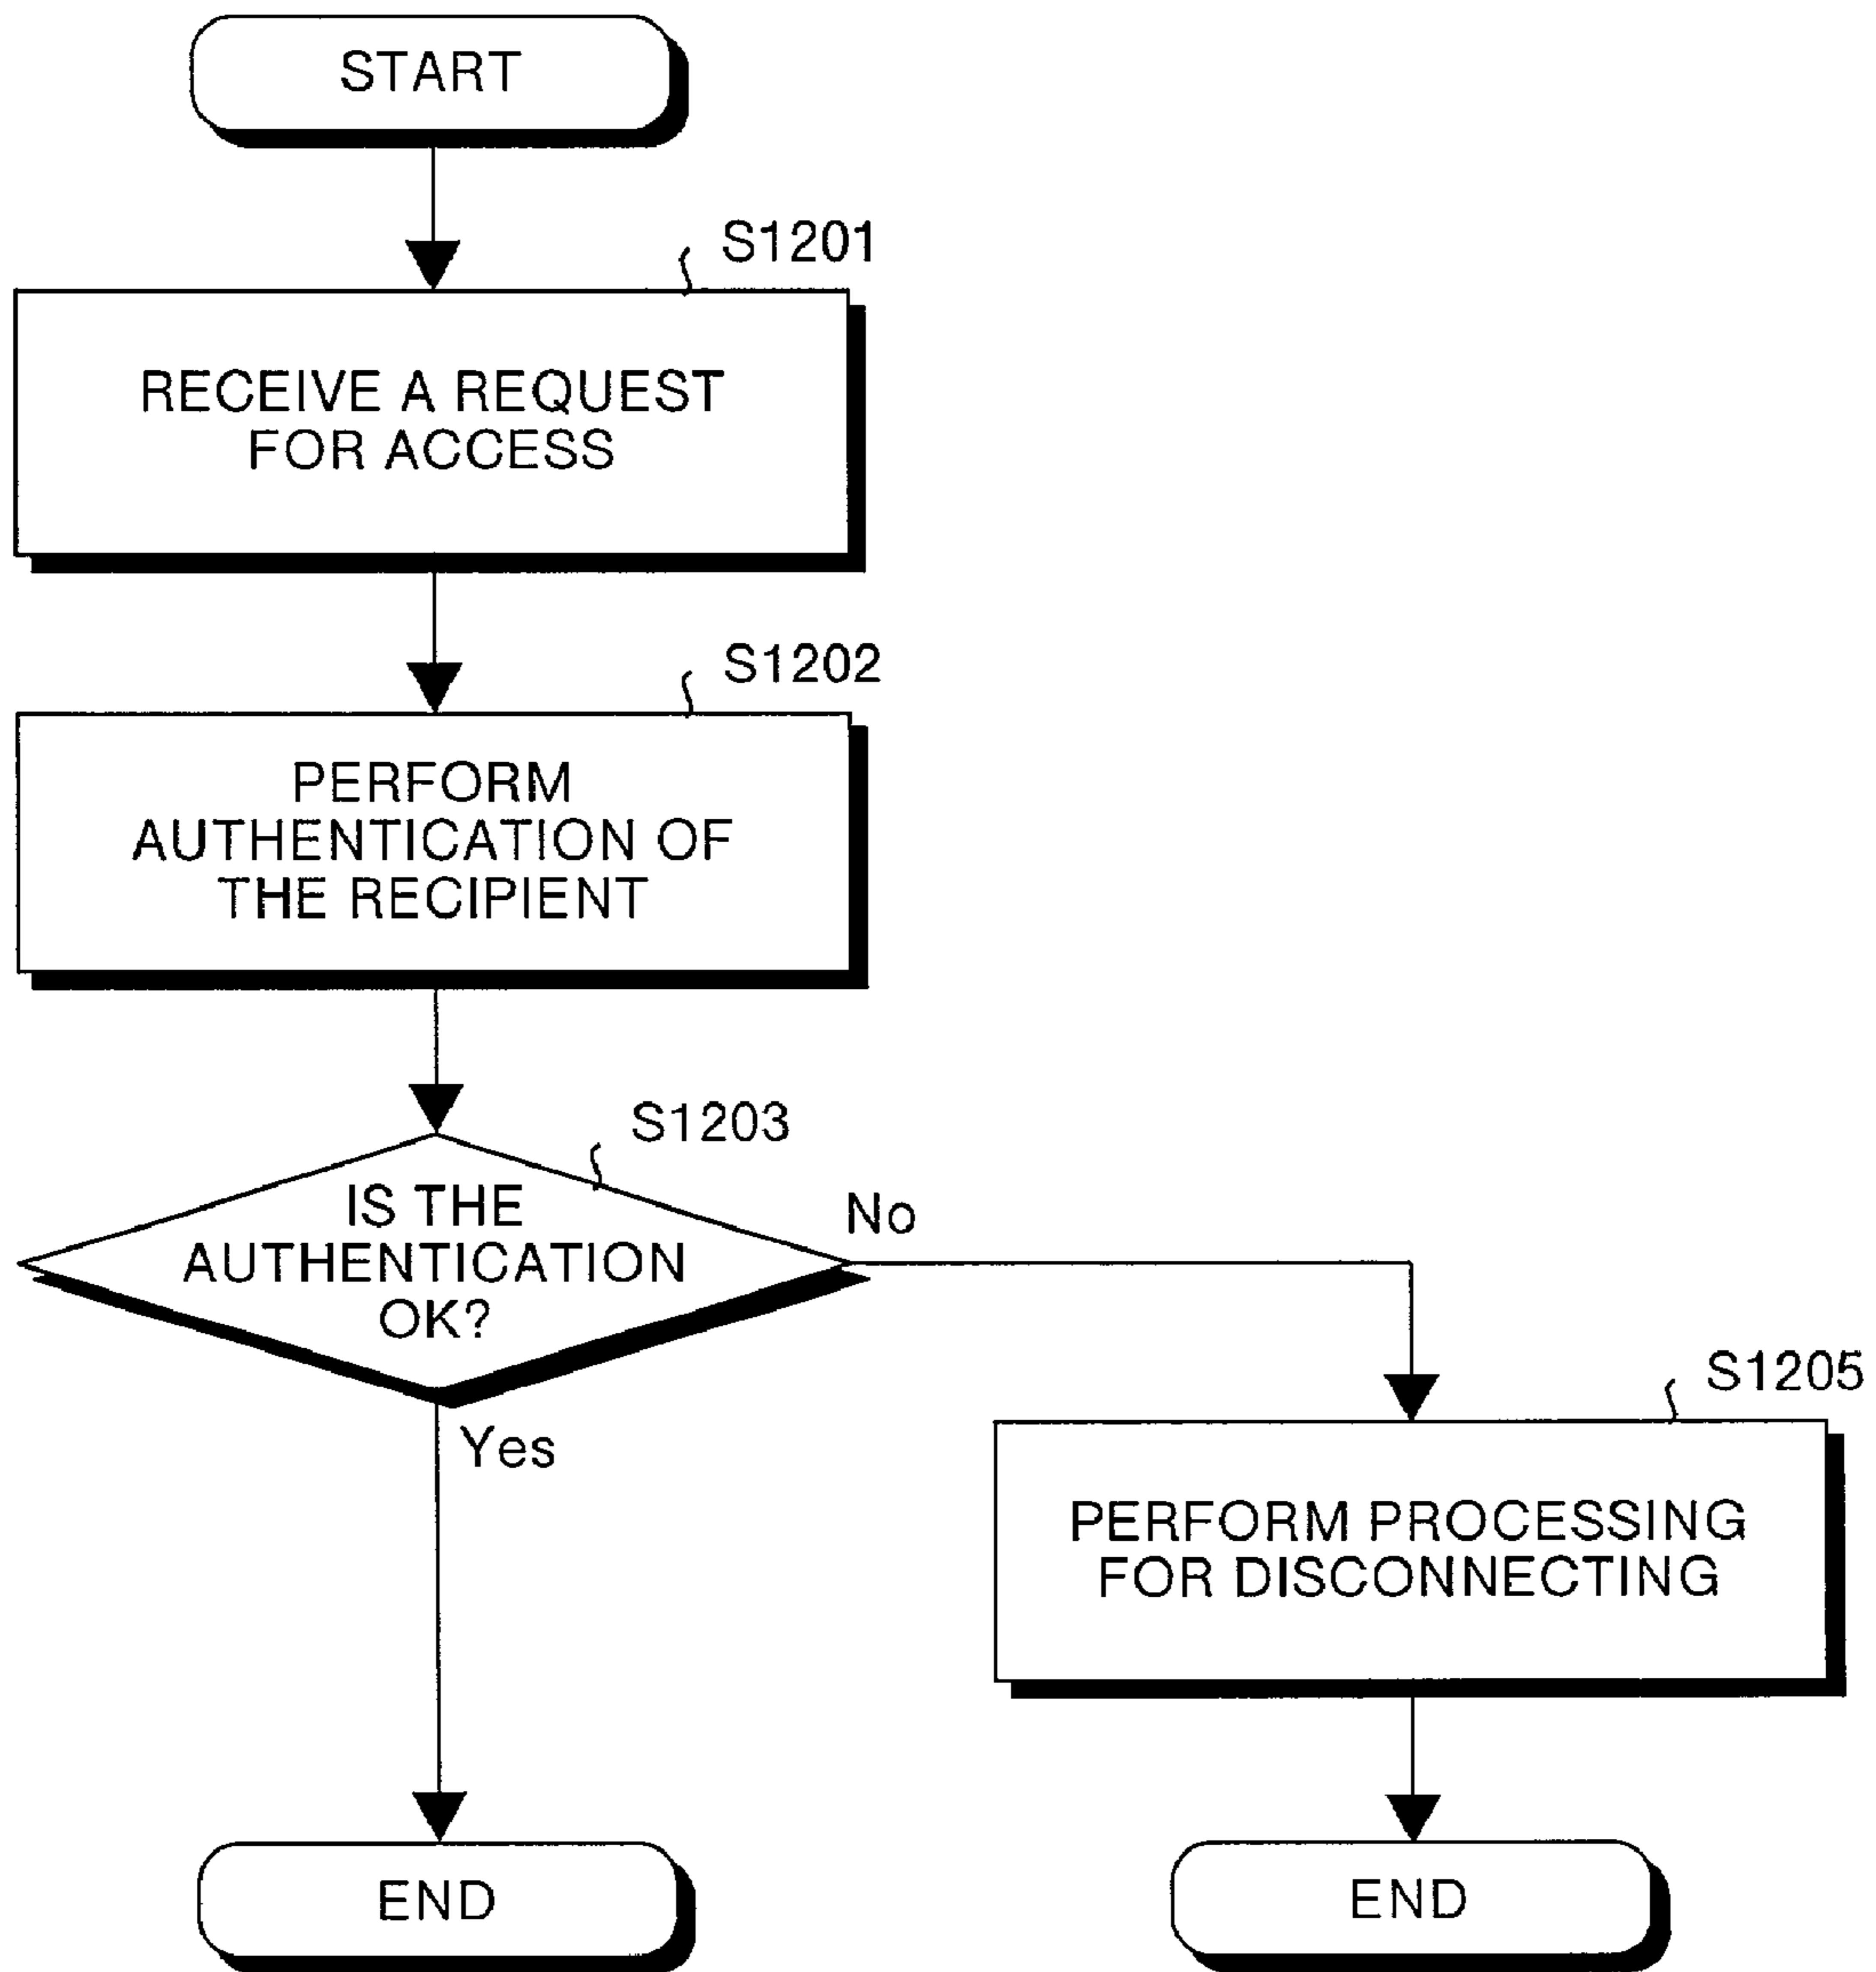 START
S1201
RECEIVE A REQUEST
FOR ACCESS
S1202
PERFORM
AUTHENTICATION OF
THE RECIPIENT
S1203
IS THE
AUTHENTICATION
OK?
No
Yes
S1205
PERFORM PROCESSING
FOR DISCONNECTING
END
END